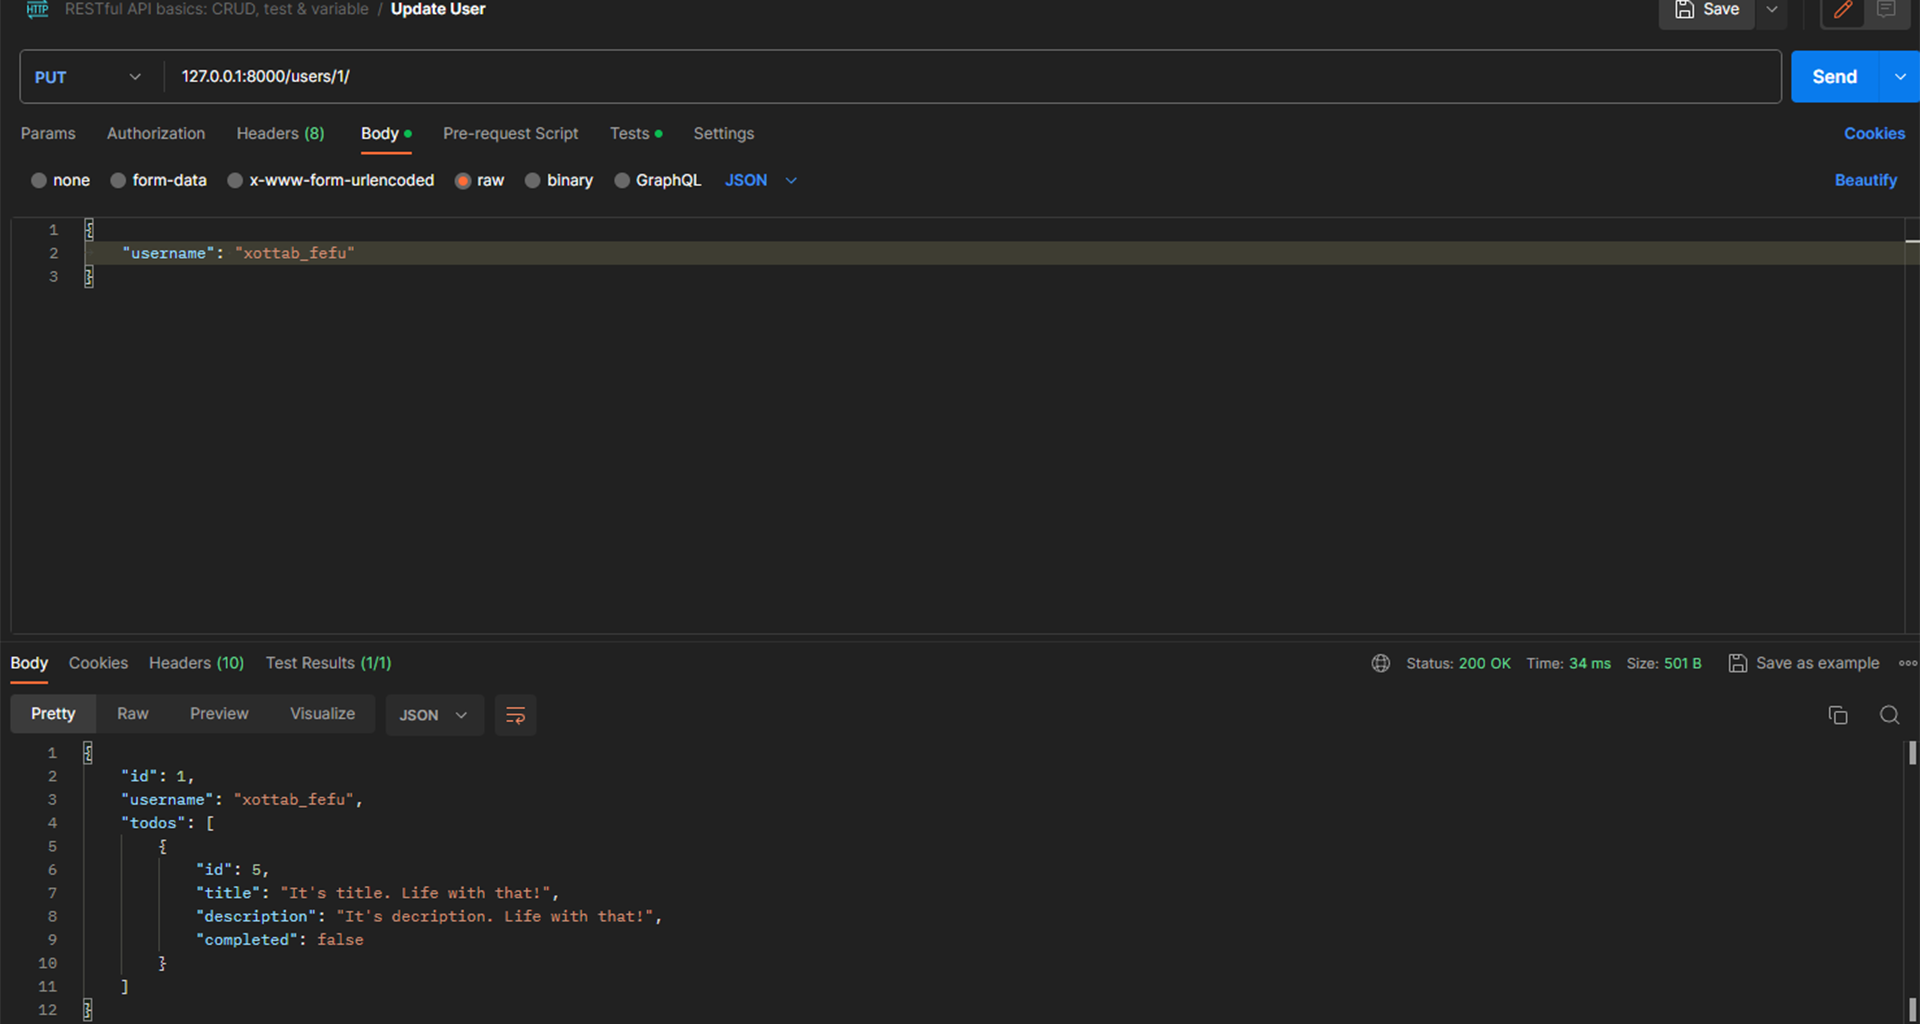 HTTP RESTful API basics: CRUD, test & variable / Update User Save
PUT 127.0.0.1:8000/users/1/ Send
Params Authorization Headers (8) Body Pre-request Script Tests Settings Cookies
none form-data x-www-form-urlencoded raw binary GraphQL JSON Beautify
1 {
2 "username": "xottab_fefu"
3 }
Body Cookies Headers (10) Test Results (1/1) Status: 200 OK Time: 34 ms Size: 501 B Save as example
Pretty Raw Preview Visualize JSON
1 {
2 "id": 1,
3 "username": "xottab_fefu",
4 "todos": [
5 {
6 "id": 5,
7 "title": "It's title. Life with that!",
8 "description": "It's decription. Life with that!",
9 "completed": false
10 }
11 ]
12 }